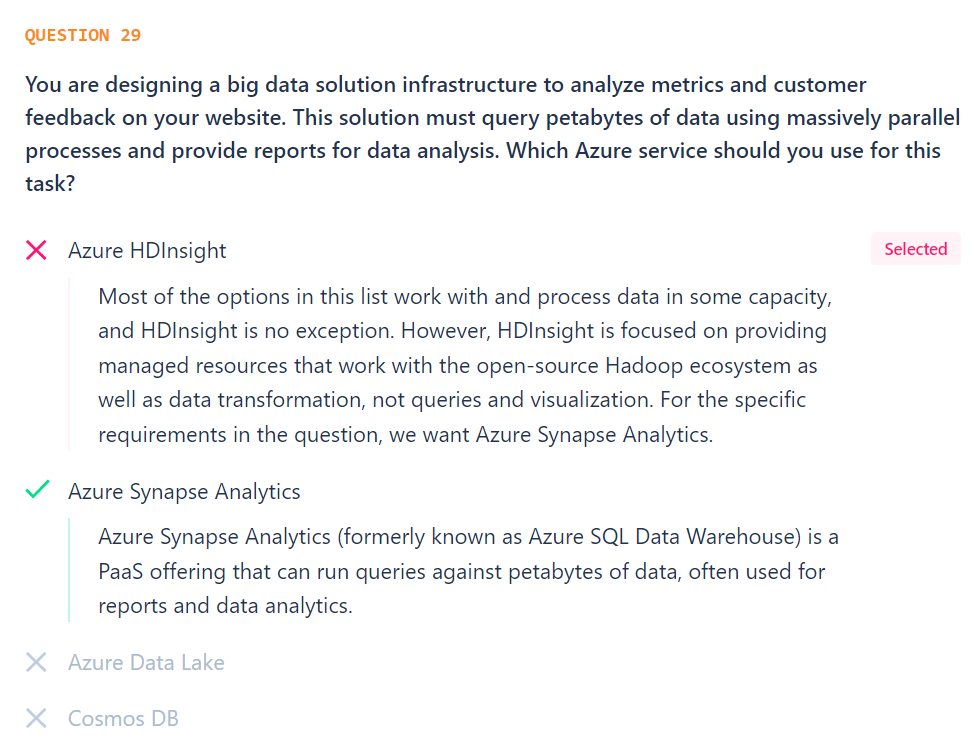 QUESTION 29
You are designing a big data solution infrastructure to analyze metrics and customer
feedback on your website. This solution must query petabytes of data using massively parallel
processes and provide reports for data analysis. Which Azure service should you use for this
task?
Azure HDInsight
Selected
Most of the options in this list work with and process data in some capacity,
and HDInsight is no exception. However, HDInsight is focused on providing
managed resources that work with the open-source Hadoop ecosystem as
well as data transformation, not queries and visualization. For the specific
requirements in the question, we want Azure Synapse Analytics.
Azure Synapse Analytics
Azure Synapse Analytics (formerly known as Azure SQL Data Warehouse) is a
PaaS offering that can run queries against petabytes of data, often used for
reports and data analytics.
Azure Data Lake
Cosmos DB